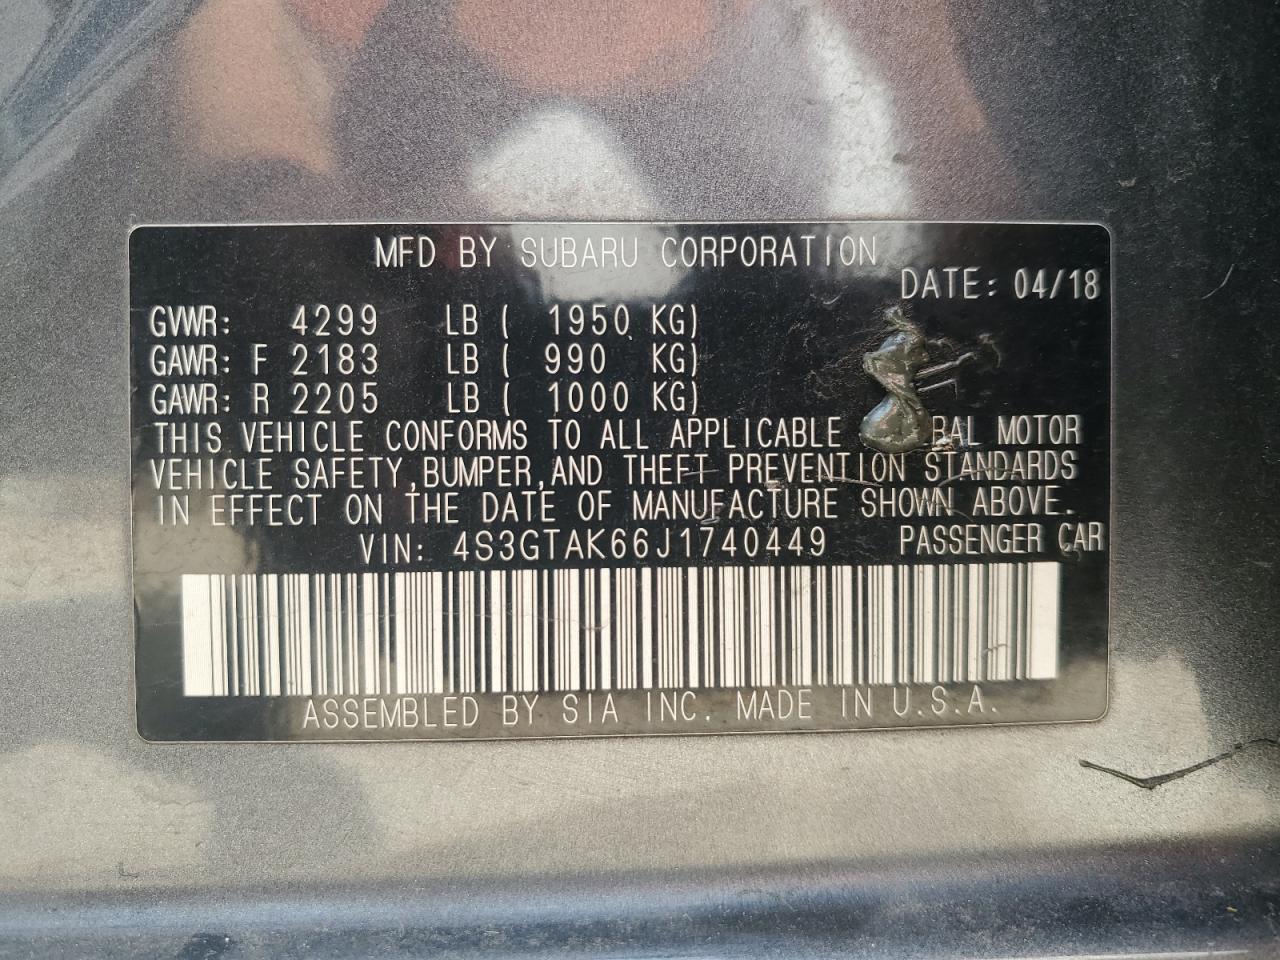 MFD BY SUBARU CORPORATION
DATE: 04/18
GVWR: 4299 LB ( 1950 KG)
GAWR: F 2183 LB ( 990 KG)
GAWR: R 2205 LB ( 1000 KG)
THIS VEHICLE CONFORMS TO ALL APPLICABLE MOTOR
VEHICLE SAFETY,BUMPER,AND THEFT PREVENTION STANDARDS
IN EFFECT ON THE DATE OF MANUFACTURE SHOWN ABOVE.
VIN: 4S3GTAK66J1740449 PASSENGER CAR
ASSEMBLED BY SIA INC. MADE IN U.S.A.